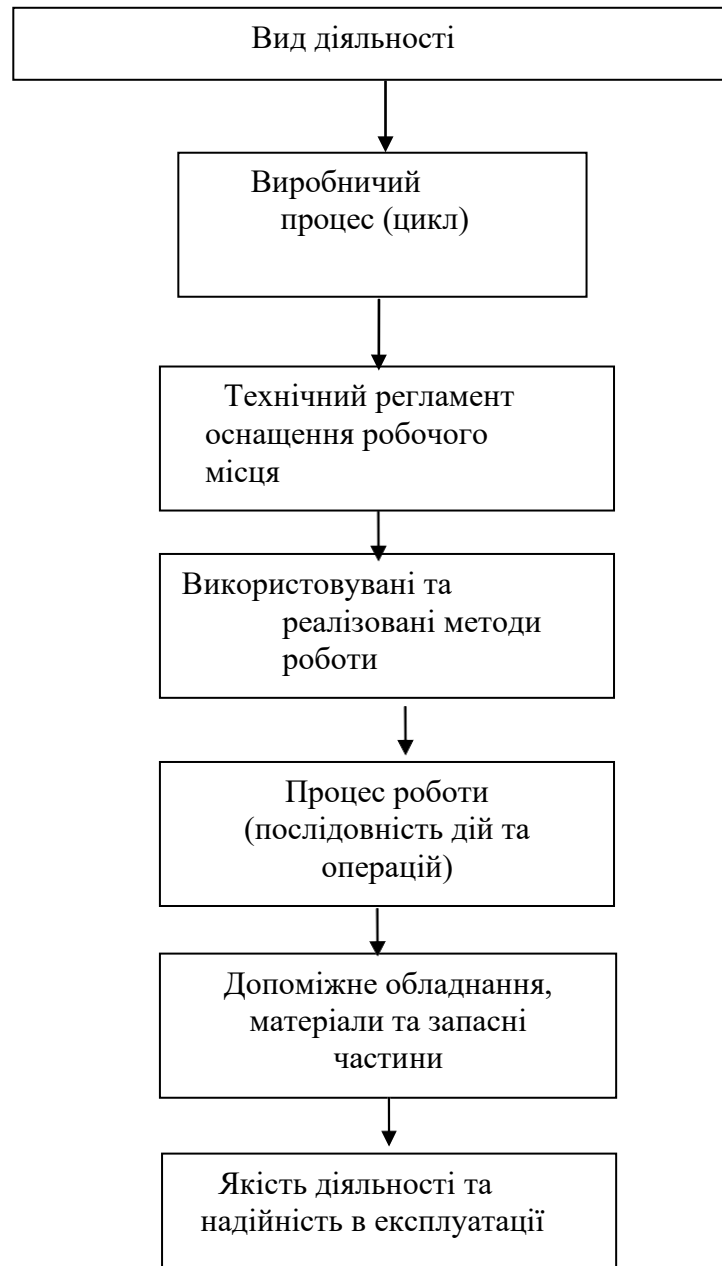 Вид діяльності
Виробничий
процес (цикл)
Технічний регламент
оснащення робочого
місця
Використовувані та
реалізовані методи
роботи
Процес роботи
(послідовність дій та
операцій)
Допоміжне обладнання,
матеріали та запасні
частини
Якість діяльності та
надійність в експлуатації